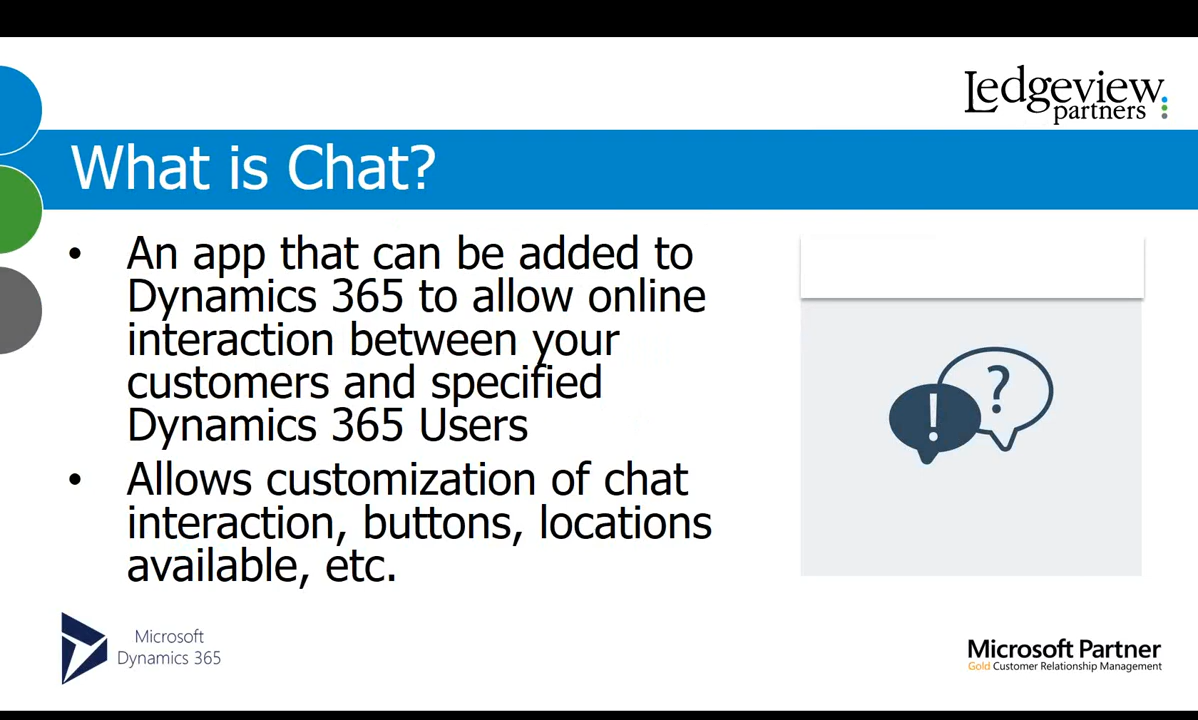 Ledgeview
partners
What is Chat?
• An app that can be added to
Dynamics 365 to allow online
interaction between your
customers and specified
Dynamics 365 Users
• Allows customization of chat
interaction, buttons, locations
available, etc.
! ?
Microsoft
Dynamics 365
Microsoft Partner
Gold Customer Relationship Management